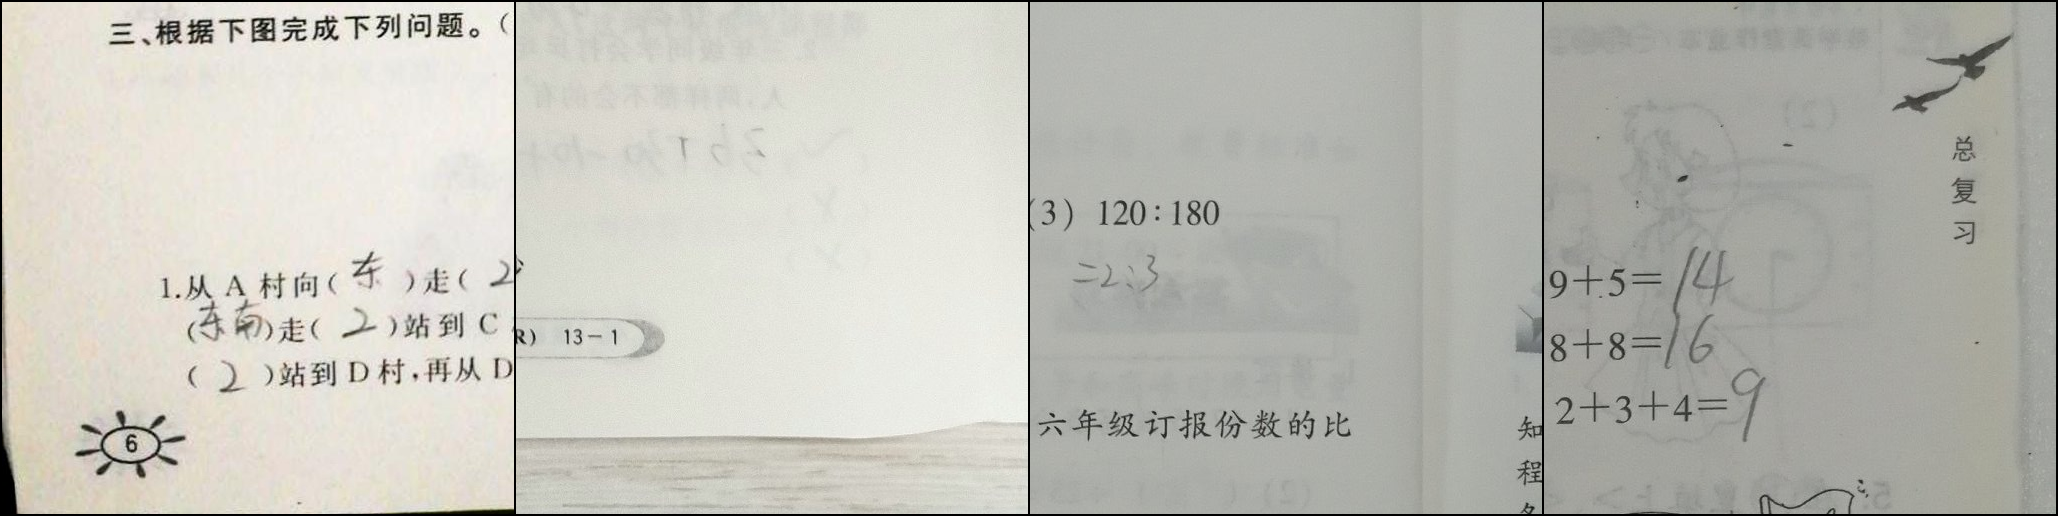 三、根据下图完成下列问题。(
1.从 A 村向( 东 )走( 2
(东南)走( 2 )站到 C
( 2 )站到 D 村,再从 D
6
R) 13-1
(3) 120∶180
=2:3
六年级订报份数的比
知
程
总复习
9+5=14
8+8=16
2+3+4=9